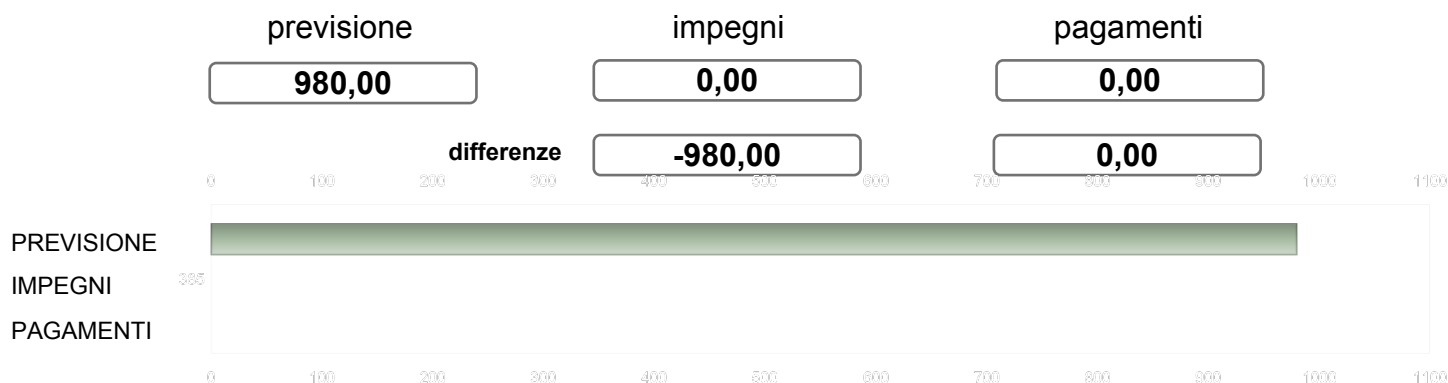 previsione impegni pagamenti
980,00 0,00 0,00
differenze -980,00 0,00
0 100 200 300 400 500 600 700 800 900 1000 1100
PREVISIONE
IMPEGNI 385
PAGAMENTI
0 100 200 300 400 500 600 700 800 900 1000 1100